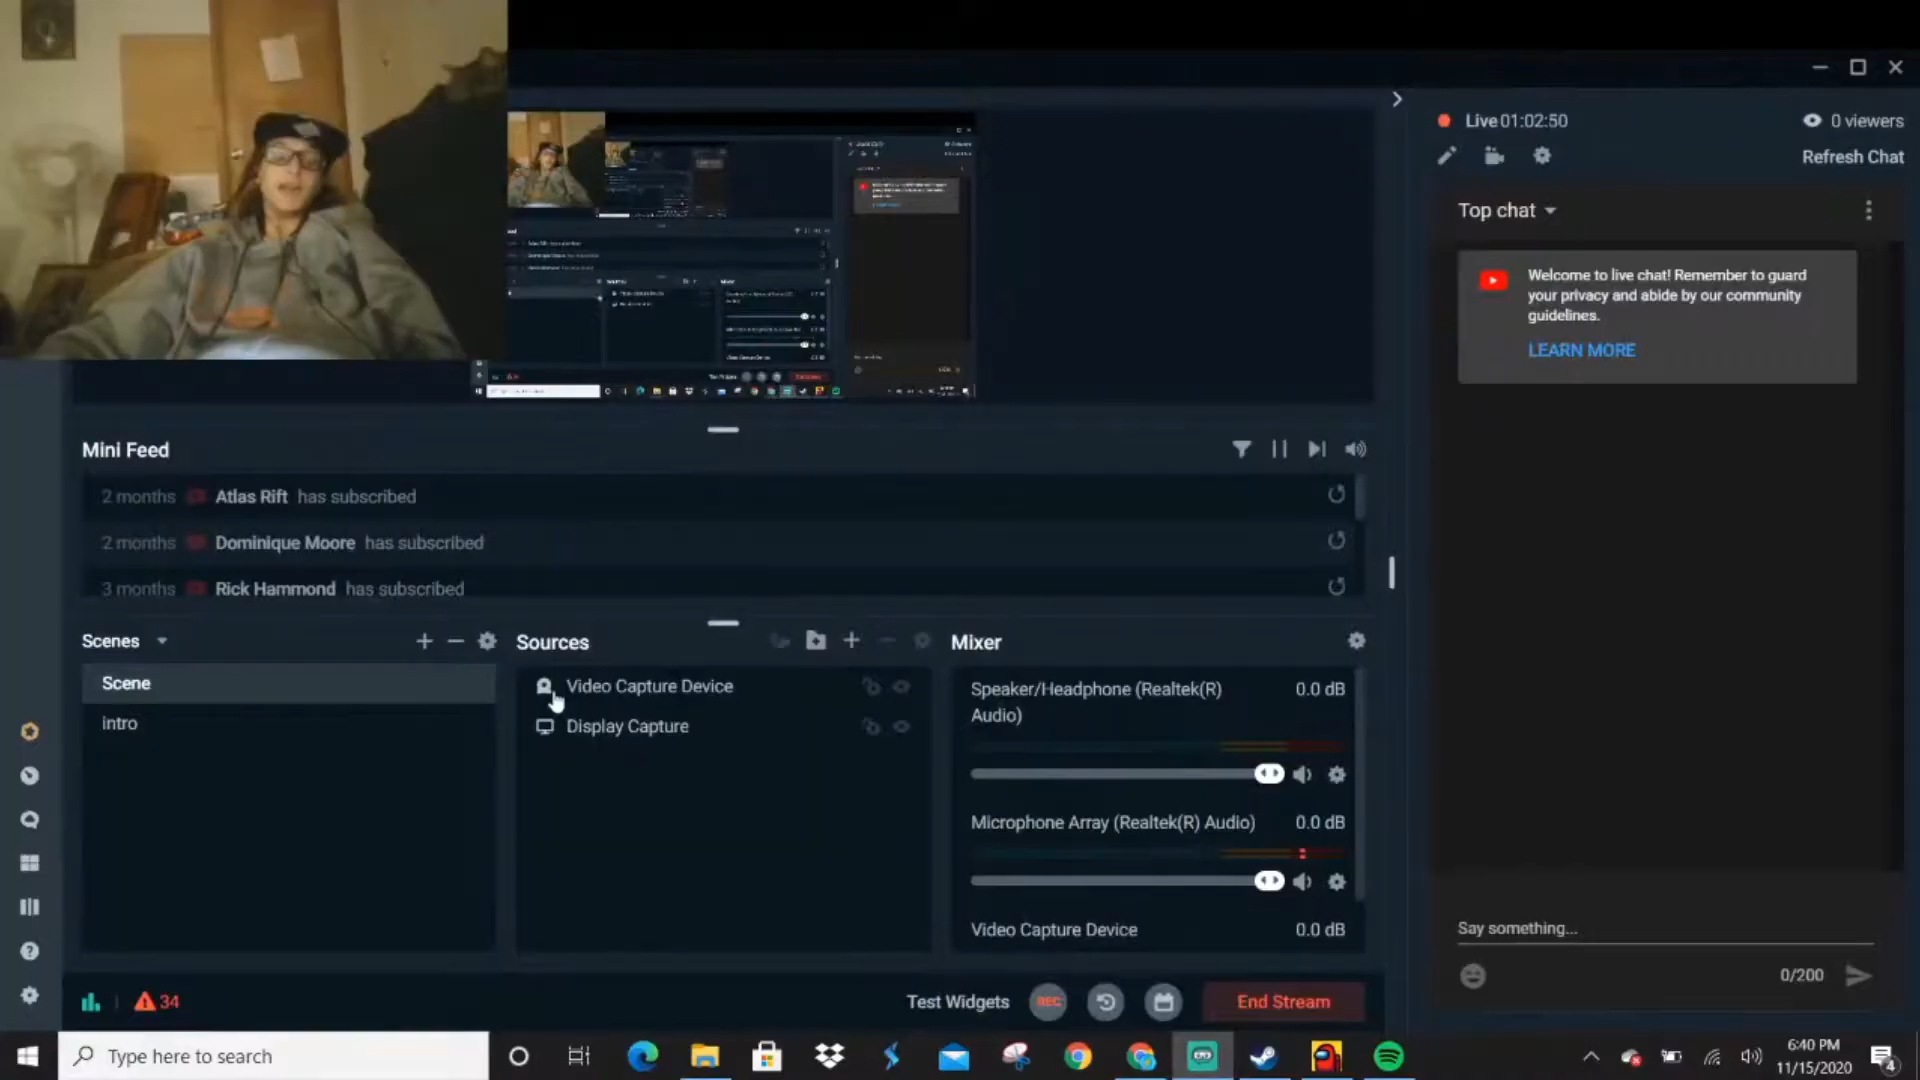 Live 01:02:50
0 viewers
Refresh Chat
Top chat
Welcome to live chat! Remember to guard
your privacy and abide by our community
guidelines.
LEARN MORE
Mini Feed
2 months Atlas Rift has subscribed
2 months Dominique Moore has subscribed
3 months Rick Hammond has subscribed
Scenes
Scene
intro
Sources
Video Capture Device
Display Capture
Mixer
Speaker/Headphone (Realtek(R)
Audio)
0.0 dB
Microphone Array (Realtek(R) Audio) 0.0 dB
Video Capture Device 0.0 dB
Say something...
0/200
34
Test Widgets
REC
End Stream
Type here to search
6:40 PM
11/15/2020
4